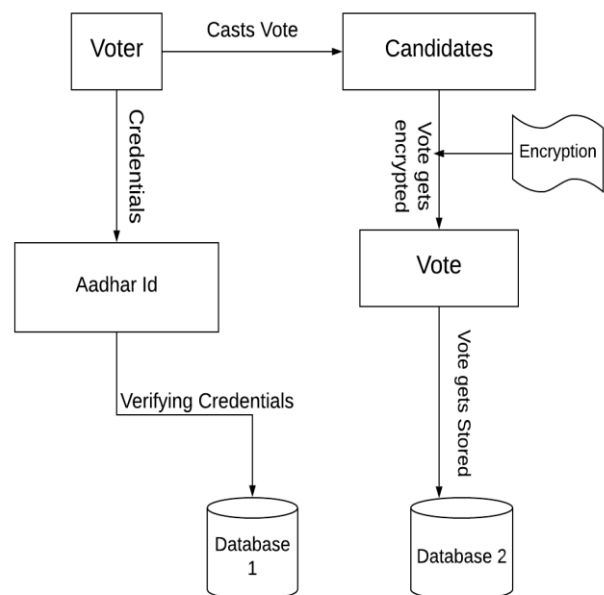 Voter
Casts Vote
Candidates
Credentials
Vote gets
encrypted
Encryption
Aadhar Id
Vote
Verifying Credentials
Vote gets Stored
Database
1
Database 2